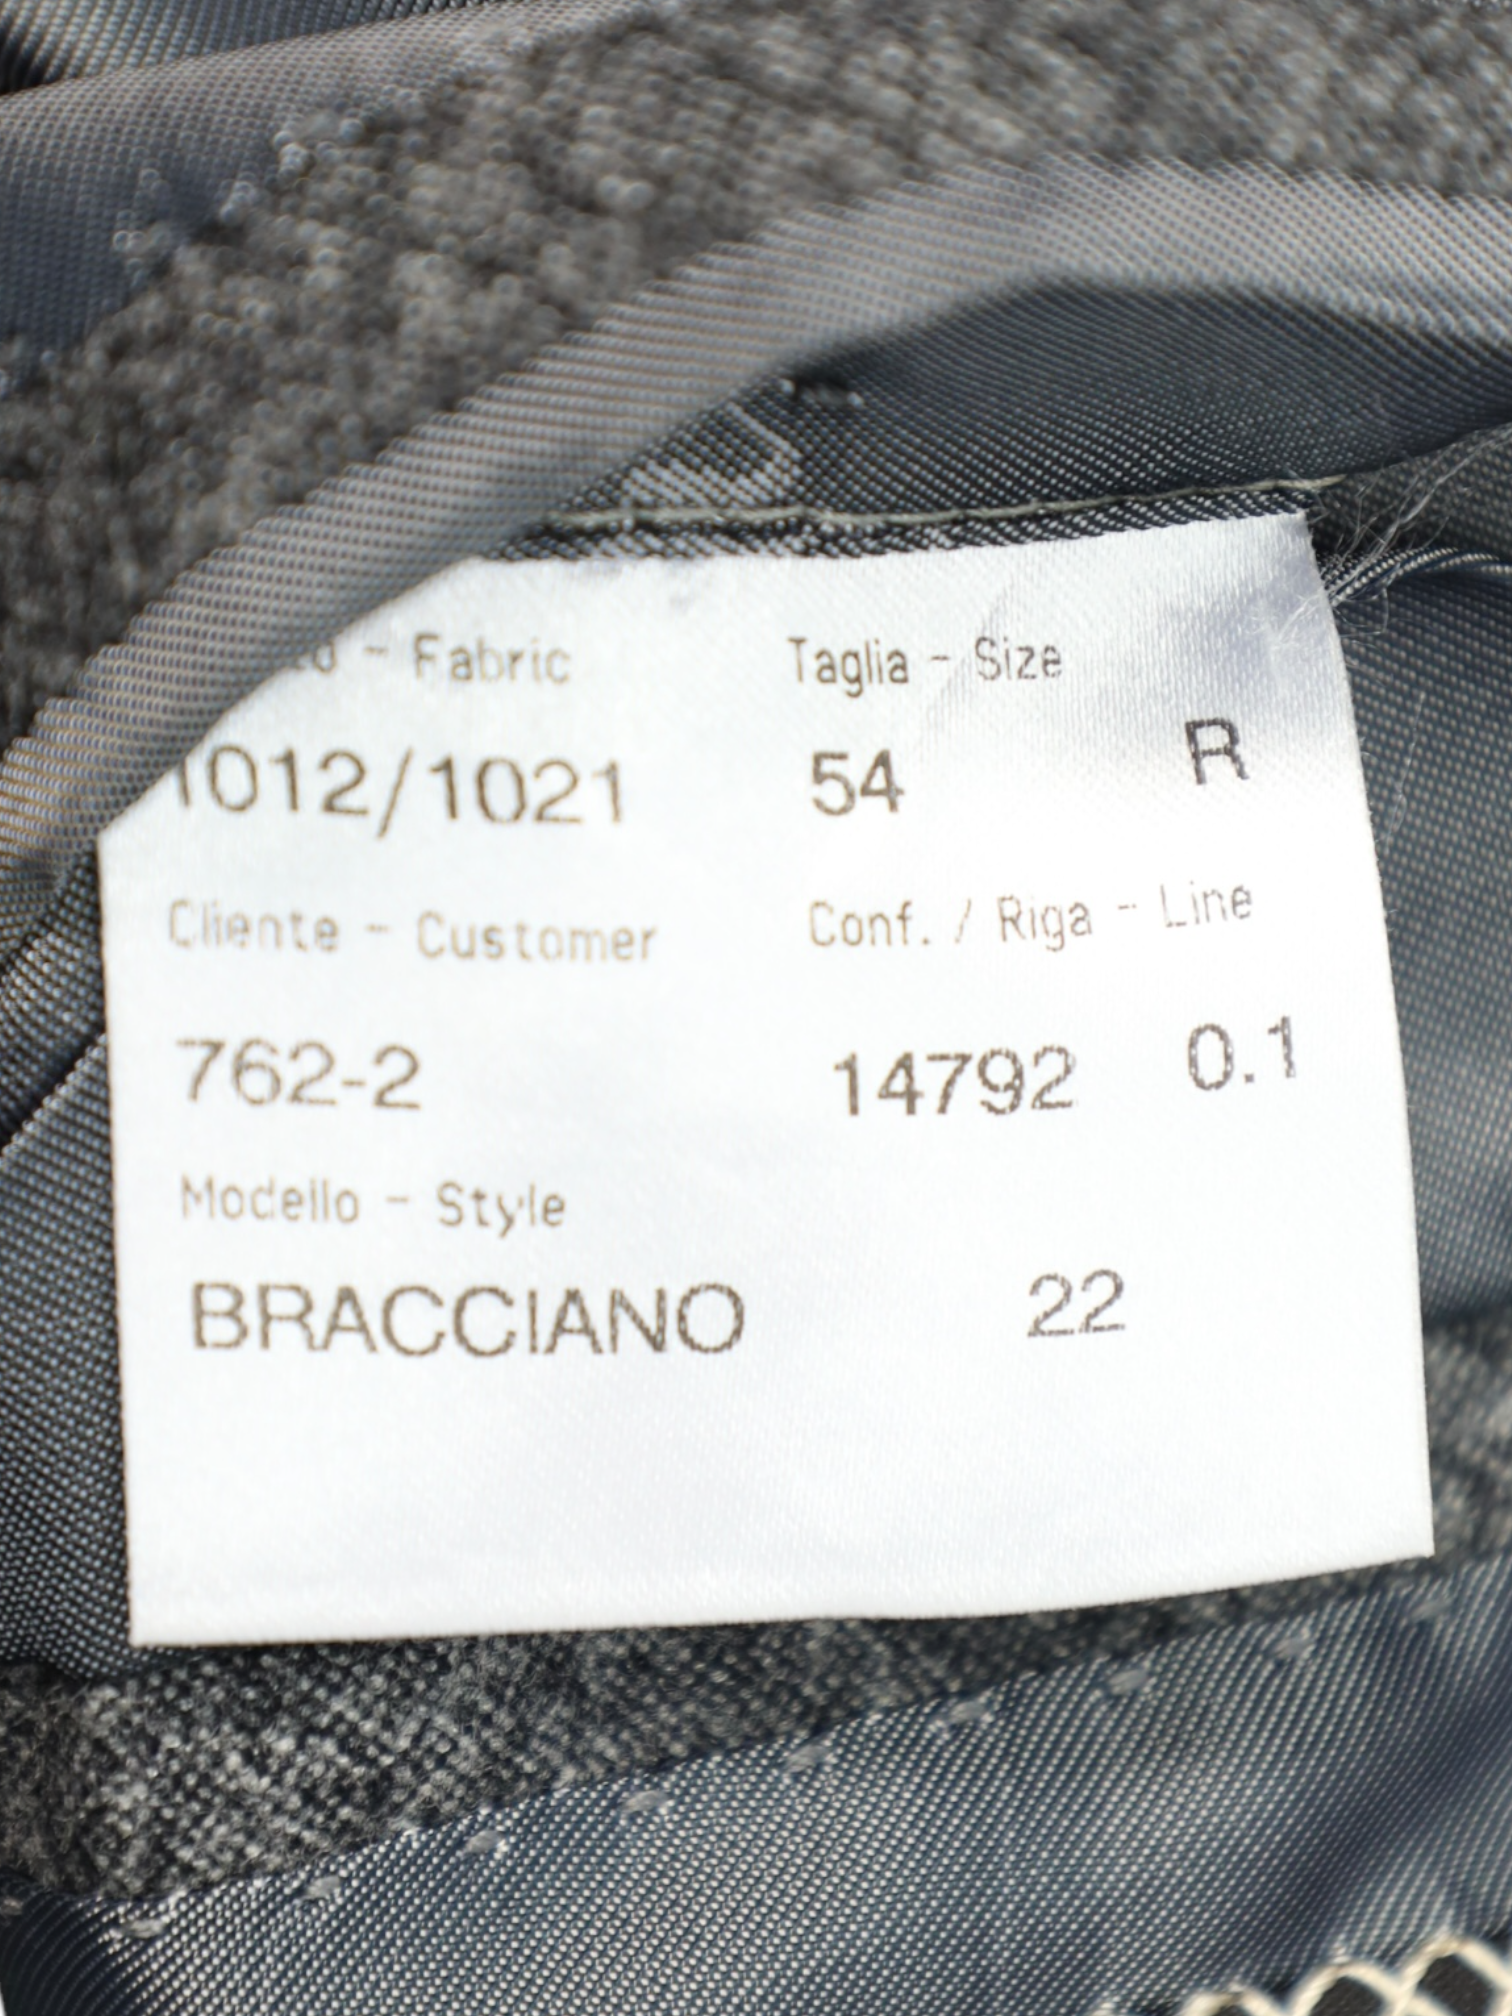 - Fabric Taglia - Size
1012/1021 54 R
Cliente - Customer Conf. / Riga - Line
762-2 14792 0.1
Modello - Style
BRACCIANO 22